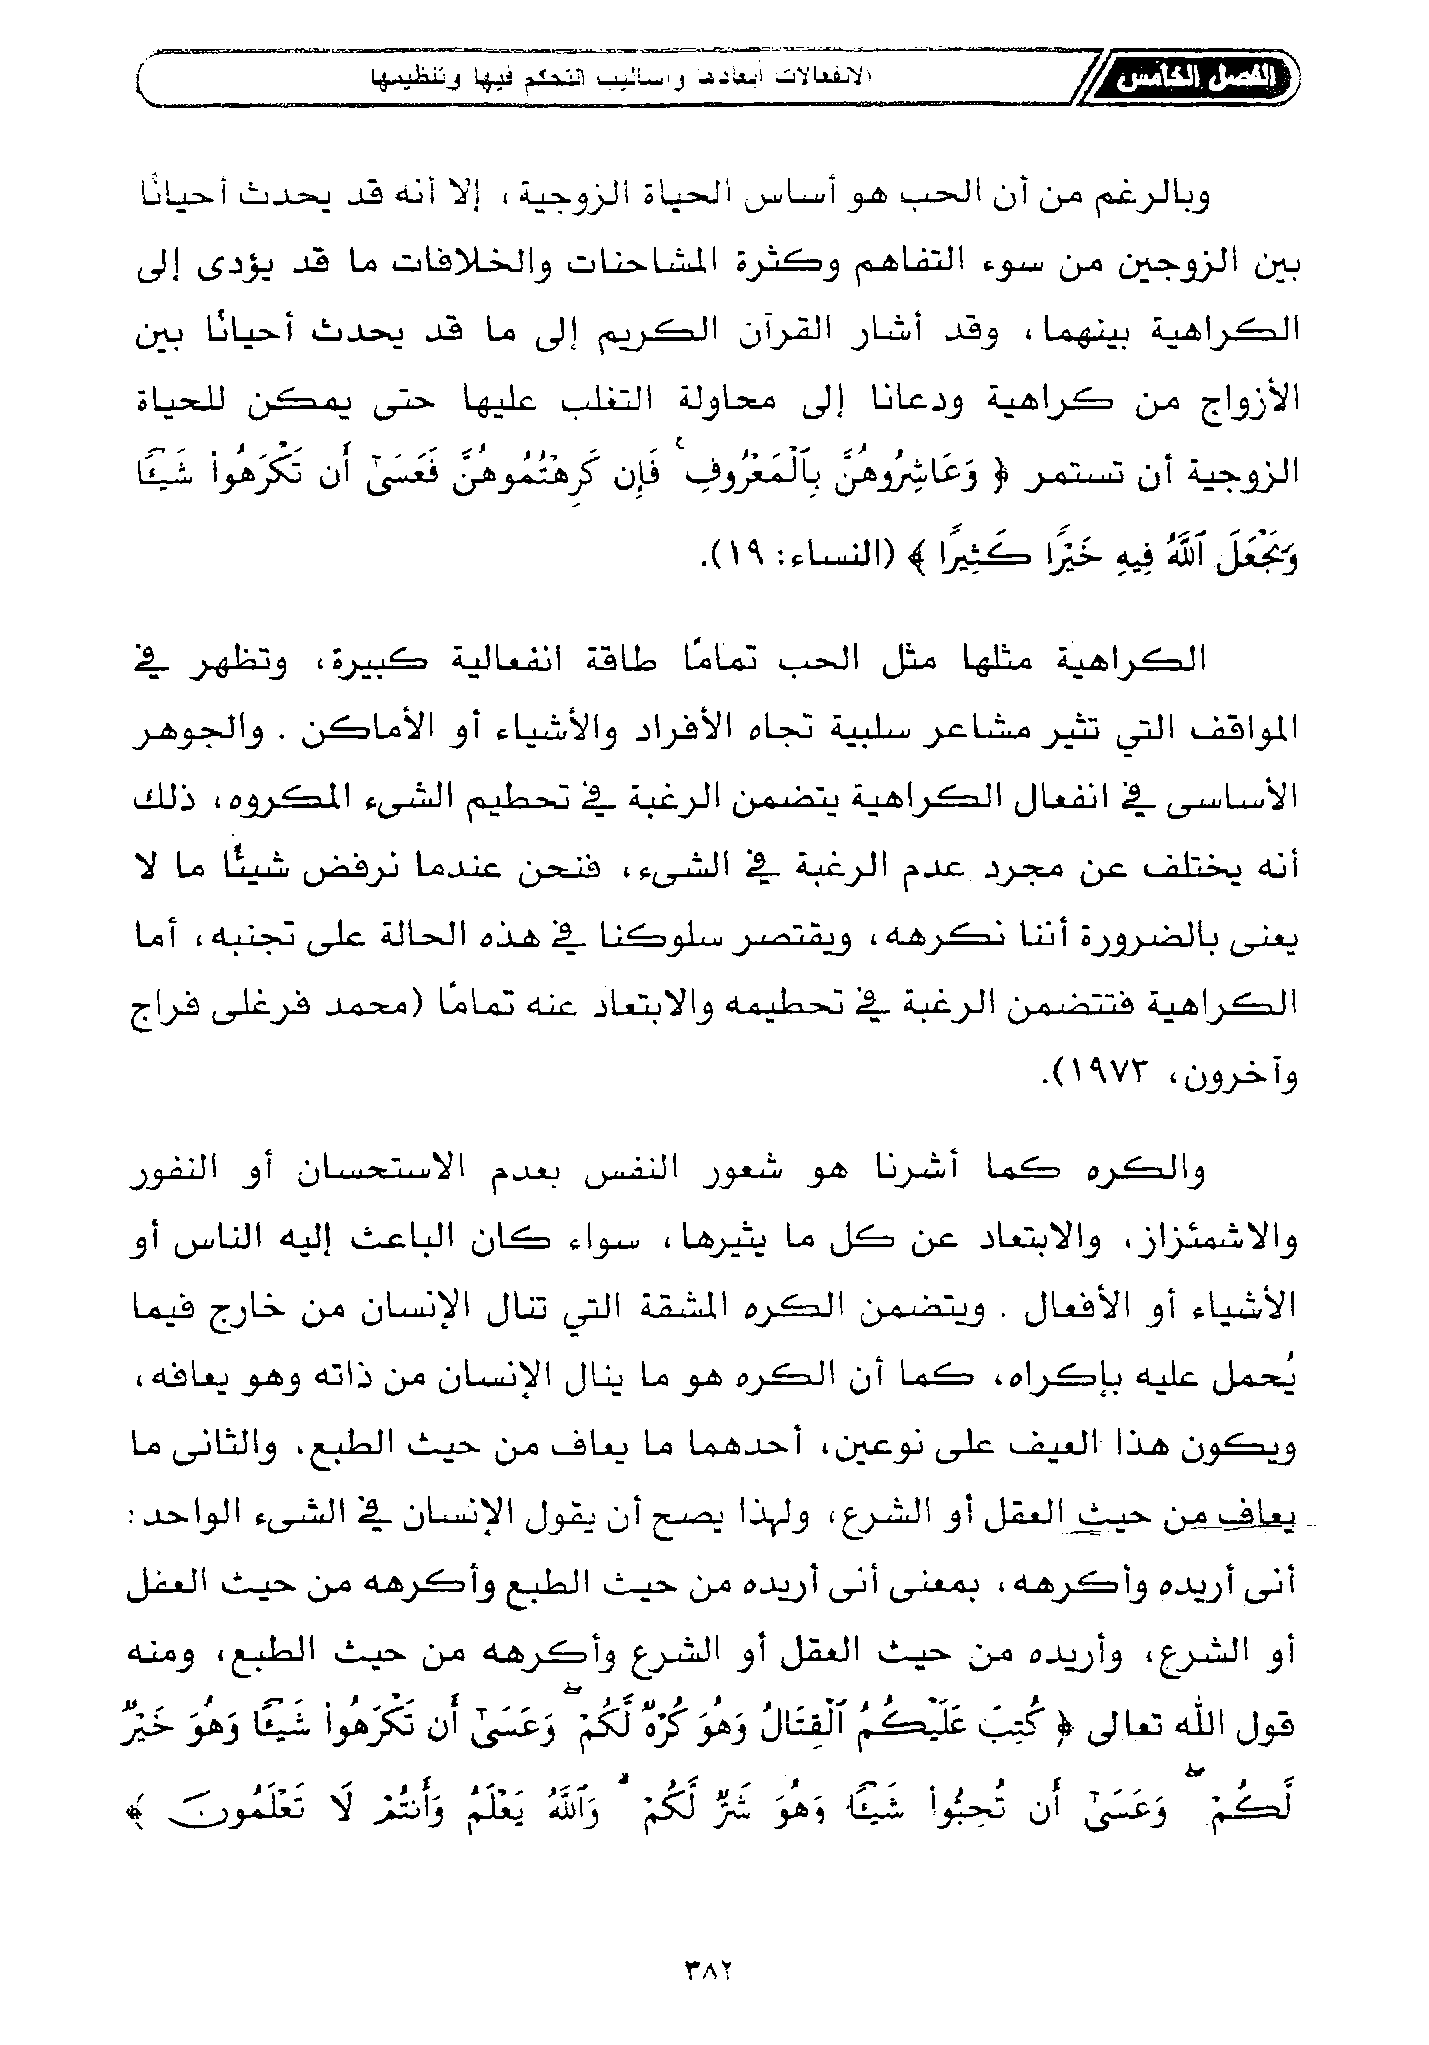 الفصل الخامس
الانفعالات أبعادها وأساليب التحكم فيها وتنظيمها
وبالرغم من أن الحب هو أساس الحياة الزوجية، إلا أنه قد يحدث أحيانًا
بين الزوجين من سوء التفاهم وكثرة المشاحنات والخلافات ما قد يؤدى إلى
الكراهية بينهما، وقد أشار القرآن الكريم إلى ما قد يحدث أحيانًا بين
الأزواج من كراهية ودعانا إلى محاولة التغلب عليها حتى يمكن للحياة
الزوجية أن تستمر ﴿ وَعَاشِرُوهُنَّ بِٱلْمَعْرُوفِ ۚ فَإِن كَرِهْتُمُوهُنَّ فَعَسَىٰٓ أَن تَكْرَهُوا۟ شَيْـًٔا
وَيَجْعَلَ ٱللَّهُ فِيهِ خَيْرًا كَثِيرًا ﴾ (النساء: ١٩).
الكراهية مثلها مثل الحب تمامًا طاقة انفعالية كبيرة، وتظهر فى
المواقف التي تثير مشاعر سلبية تجاه الأفراد والأشياء أو الأماكن . والجوهر
الأساسى فى انفعال الكراهية يتضمن الرغبة فى تحطيم الشىء المكروه، ذلك
أنه يختلف عن مجرد عدم الرغبة فى الشىء، فنحن عندما نرفض شيئًا ما لا
يعنى بالضرورة أننا نكرهه، ويقتصر سلوكنا فى هذه الحالة على تجنبه، أما
الكراهية فتتضمن الرغبة فى تحطيمه والابتعاد عنه تمامًا (محمد فرغلى فراج
وآخرون، ١٩٧٣).
والكره كما أشرنا هو شعور النفس بعدم الاستحسان أو النفور
والاشمئزاز، والابتعاد عن كل ما يثيرها، سواء كان الباعث إليه الناس أو
الأشياء أو الأفعال . ويتضمن الكره المشقة التي تنال الإنسان من خارج فيما
يُحمل عليه بإكراه، كما أن الكره هو ما ينال الإنسان من ذاته وهو يعافه،
ويكون هذا العيف على نوعين، أحدهما ما يعاف من حيث الطبع، والثانى ما
يعاف من حيث العقل أو الشرع، ولهذا يصح أن يقول الإنسان فى الشىء الواحد:
أنى أريده وأكرهه، بمعنى أنى أريده من حيث الطبع وأكرهه من حيث العقل
أو الشرع، وأريده من حيث العقل أو الشرع وأكرهه من حيث الطبع، ومنه
قول الله تعالى ﴿ كُتِبَ عَلَيْكُمُ ٱلْقِتَالُ وَهُوَ كُرْهٌ لَّكُمْ ۖ وَعَسَىٰٓ أَن تَكْرَهُوا۟ شَيْـًٔا وَهُوَ خَيْرٌ
لَّكُمْ ۖ وَعَسَىٰٓ أَن تُحِبُّوا۟ شَيْـًٔا وَهُوَ شَرٌّ لَّكُمْ ۗ وَٱللَّهُ يَعْلَمُ وَأَنتُمْ لَا تَعْلَمُونَ ﴾
٣٨٢